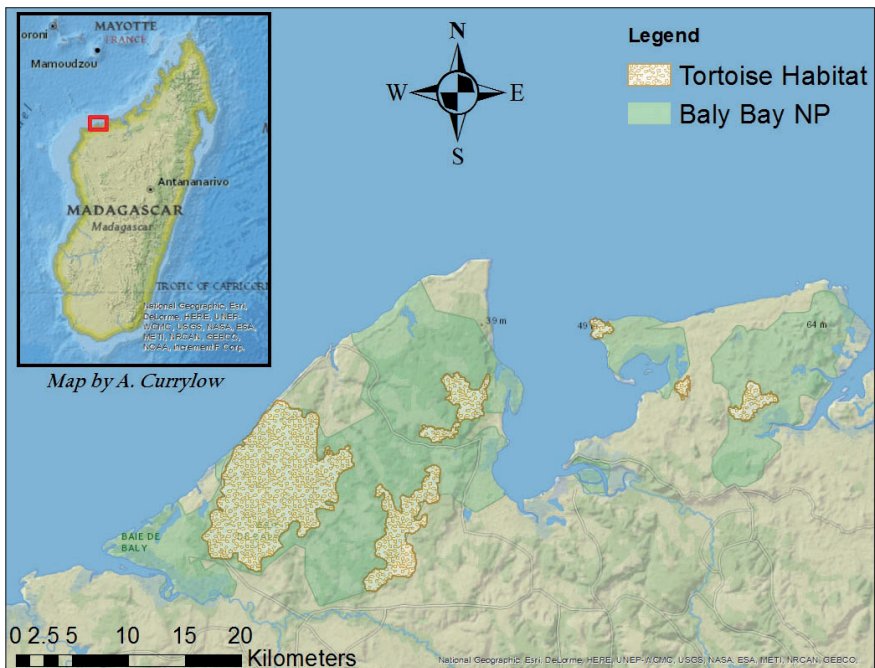 MAYOTTE
FRANCE
oroni
Mamoudzou
Antananarivo
MADAGASCAR
Madagascar
TROPIC OF CAPRICORN
National Geographic, Esri,
DeLorme, HERE, UNEP-
WCMC, USGS, NASA, ESA,
METI, NRCAN, GEBCO,
NOAA, increment P Corp.
Map by A. Currylow
N
W
E
S
Legend
Tortoise Habitat
Baly Bay NP
39 m
49 m
64 m
BAIE DE
BALY
0 2.5 5 10 15 20
Kilometers
National Geographic, Esri, DeLorme, HERE, UNEP-WCMC, USGS, NASA, ESA, METI, NRCAN, GEBCO,